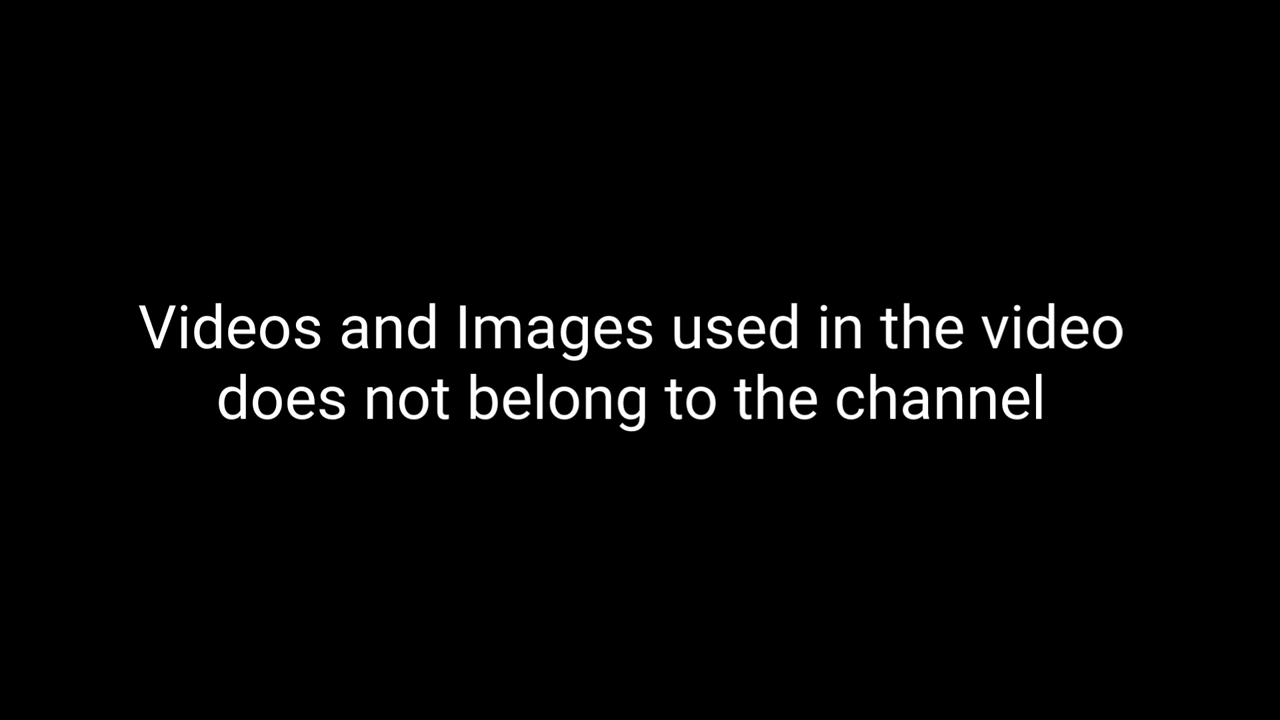 Videos and Images used in the video
does not belong to the channel